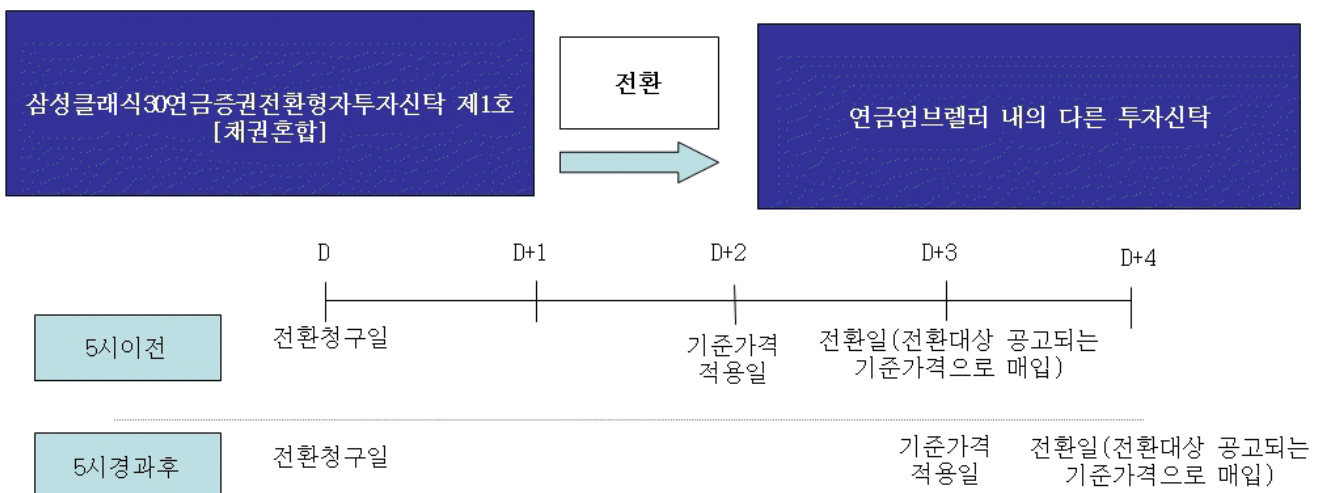 삼성클래식30연금증권전환형자투자신탁 제1호
[채권혼합]
전환
연금엄브렐러 내의 다른 투자신탁
D
D+1
D+2
D+3
D+4
5시이전
전환청구일
기준가격
적용일
전환일(전환대상 공고되는
기준가격으로 매입)
5시경과후
전환청구일
기준가격
적용일
전환일(전환대상 공고되는
기준가격으로 매입)